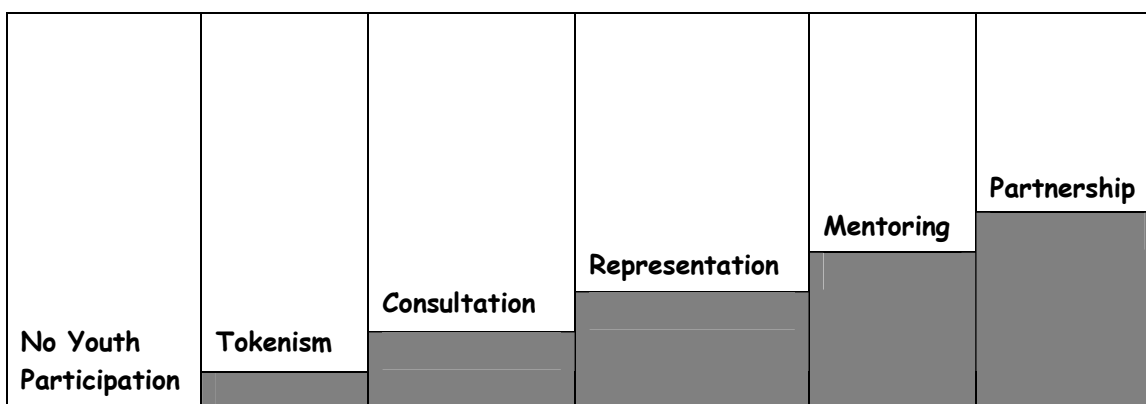 No Youth
Participation
Tokenism
Consultation
Representation
Mentoring
Partnership